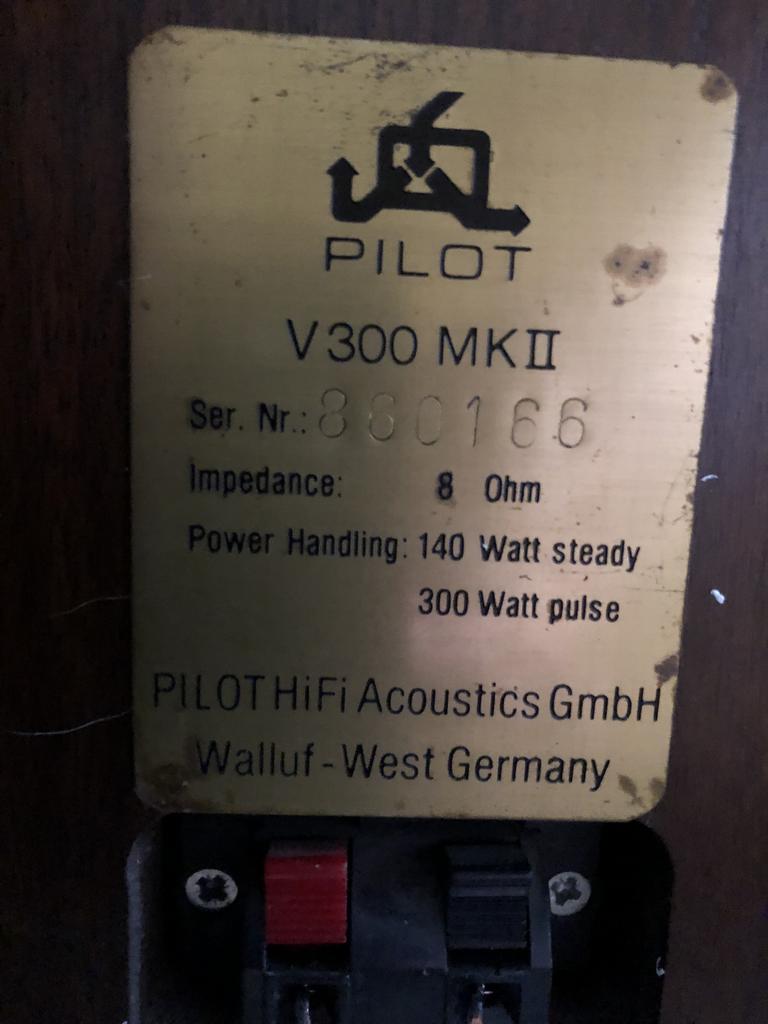 PILOT
V300 MKII
Ser. Nr.: 860166
Impedance: 8 Ohm
Power Handling: 140 Watt steady
300 Watt pulse
PILOT HiFi Acoustics GmbH
Walluf - West Germany